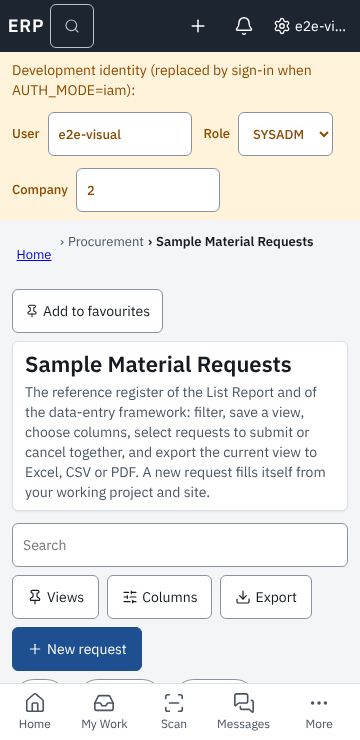 ERP
e2e-vi...
Development identity (replaced by sign-in when
AUTH_MODE=iam):
User e2e-visual Role SYSADM
Company 2
Home › Procurement › Sample Material Requests
Add to favourites
Sample Material Requests
The reference register of the List Report and of
the data-entry framework: filter, save a view,
choose columns, select requests to submit or
cancel together, and export the current view to
Excel, CSV or PDF. A new request fills itself from
your working project and site.
Search
Views Columns Export
+ New request
Home My Work Scan Messages More